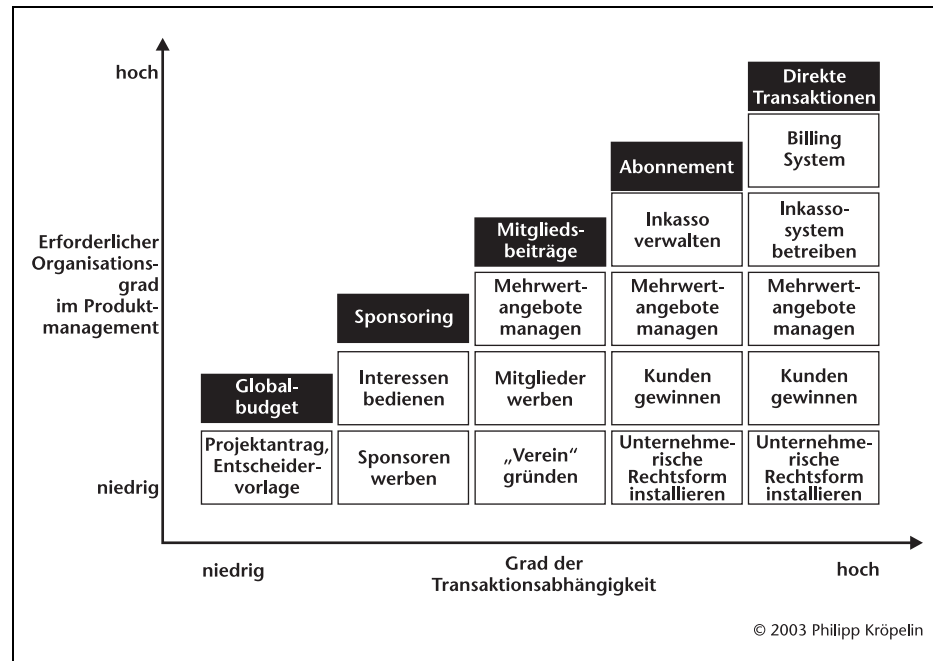 hoch
Erforderlicher
Organisations-
grad
im Produkt-
management
niedrig
Global-
budget
Projektantrag,
Entscheider-
vorlage
Sponsoring
Interessen
bedienen
Sponsoren
werben
Mitglieds-
beiträge
Mehrwert-
angebote
managen
Mitglieder
werben
„Verein“
gründen
Abonnement
Inkasso
verwalten
Mehrwert-
angebote
managen
Kunden
gewinnen
Unternehme-
rische
Rechtsform
installieren
Direkte
Transaktionen
Billing
System
Inkasso-
system
betreiben
Mehrwert-
angebote
managen
Kunden
gewinnen
Unternehme-
rische
Rechtsform
installieren
niedrig
Grad der
Transaktionsabhängigkeit
hoch
© 2003 Philipp Kröpelin